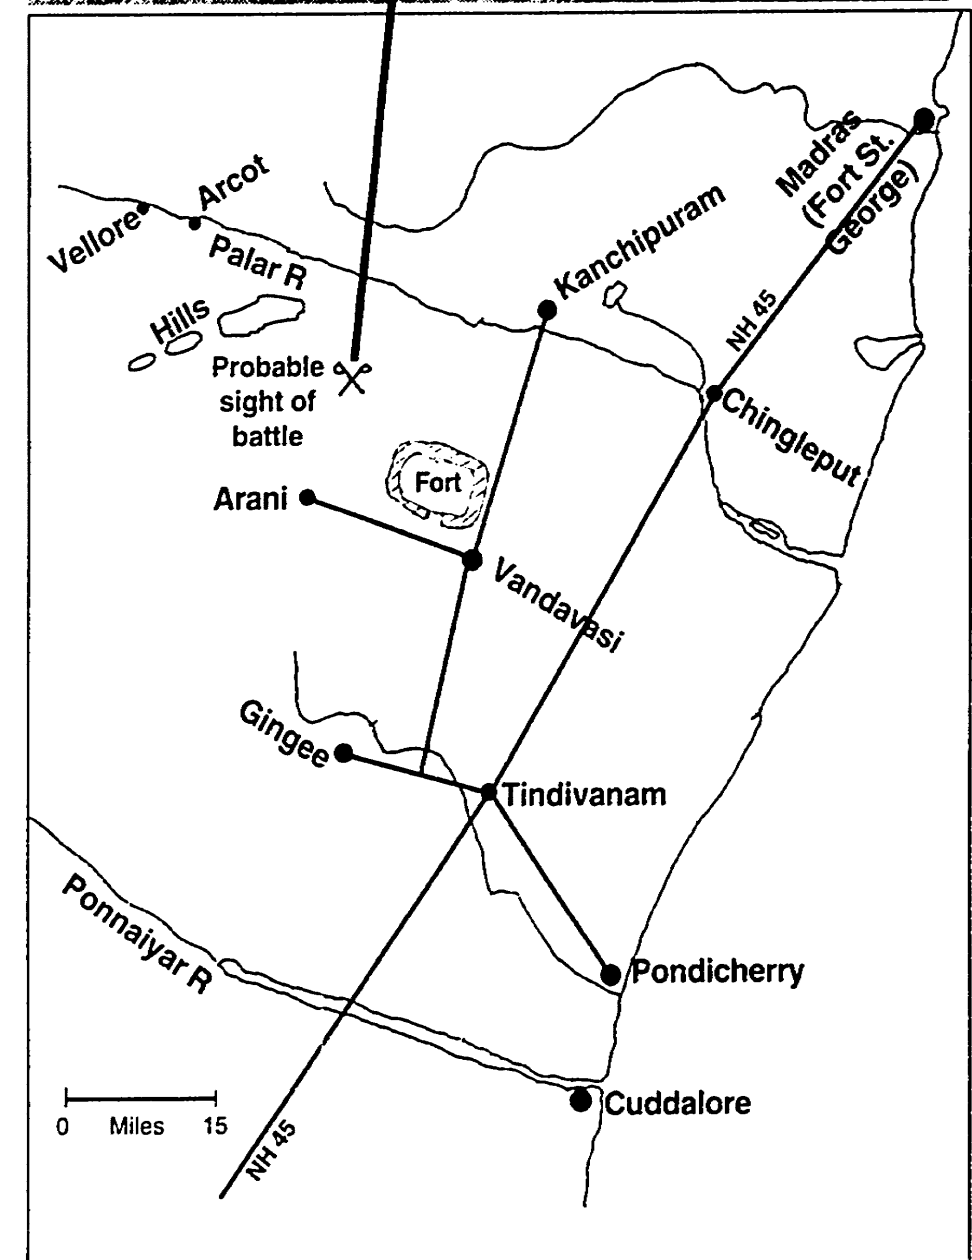 Madras
(Fort St.
George)
Arcot
Vellore
Palar R
Kanchipuram
Hills
NH 45
Probable
sight of
battle
Chingleput
Fort
Arani
Vandavasi
Gingee
Tindivanam
Ponnaiyar R
Pondicherry
Cuddalore
0 Miles 15
NH 45